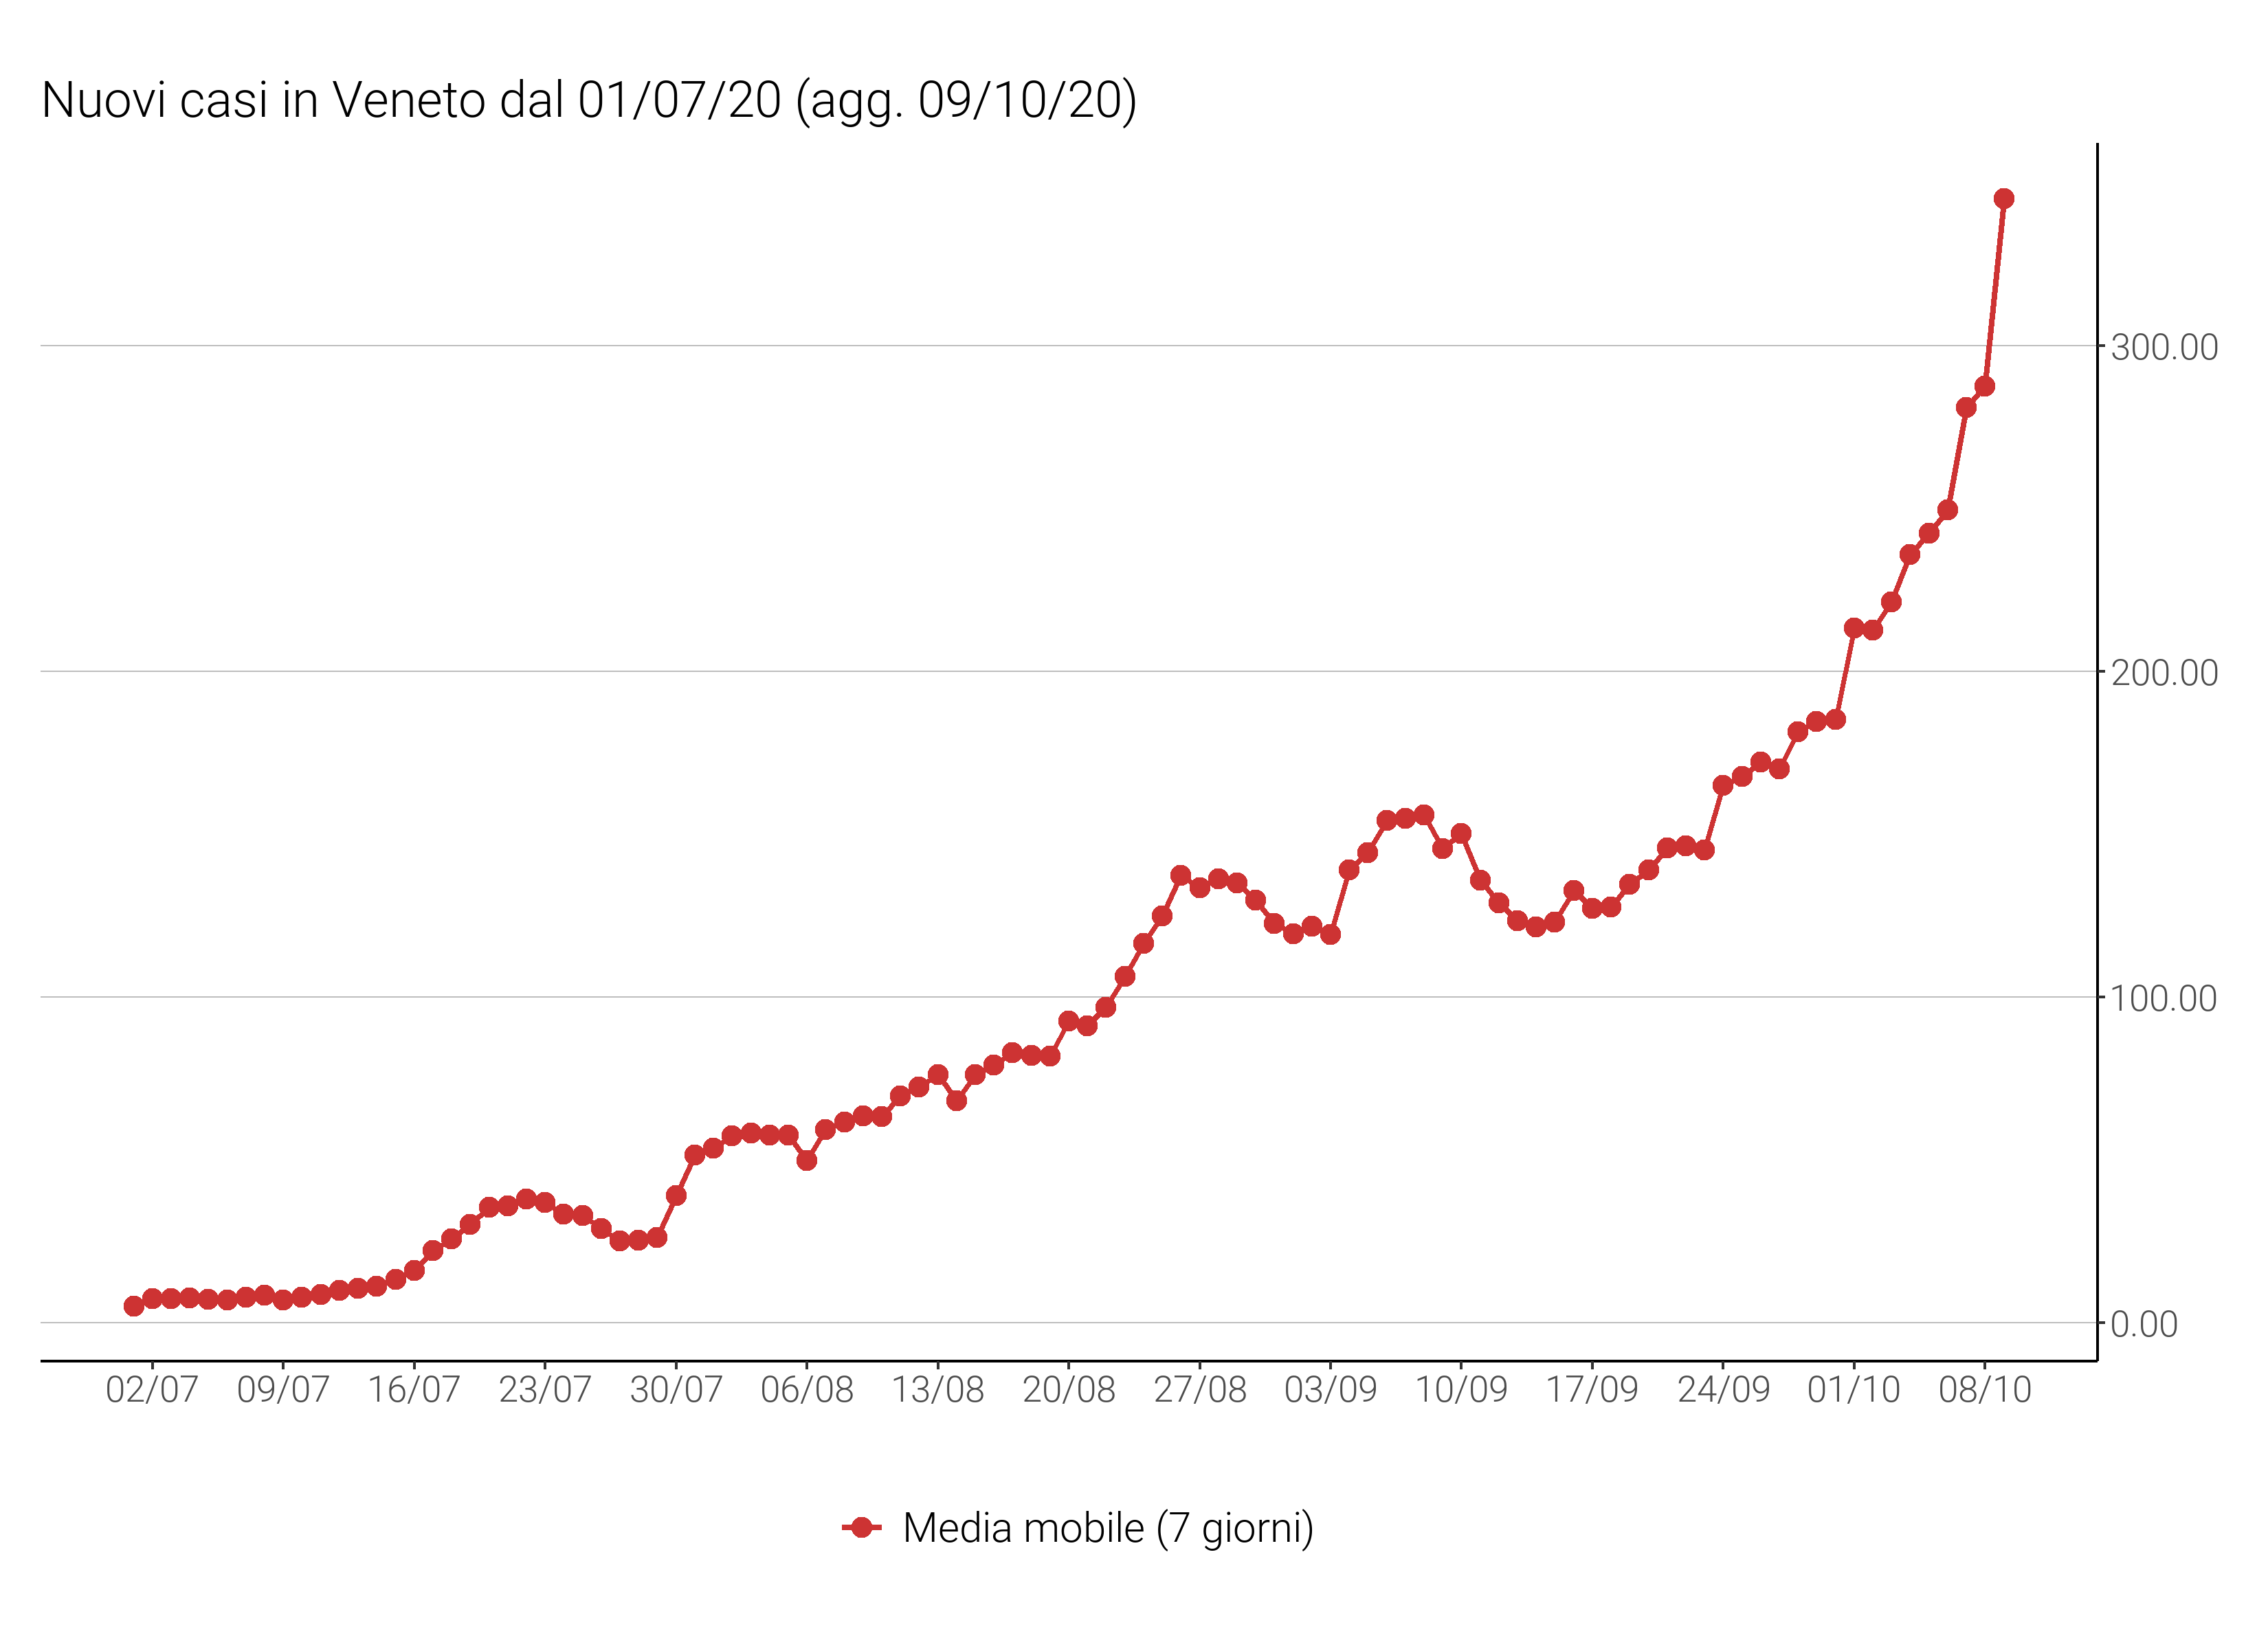 Nuovi casi in Veneto dal 01/07/20 (agg. 09/10/20)
300.00
200.00
100.00
0.00
02/07 09/07 16/07 23/07 30/07 06/08 13/08 20/08 27/08 03/09 10/09 17/09 24/09 01/10 08/10
Media mobile (7 giorni)